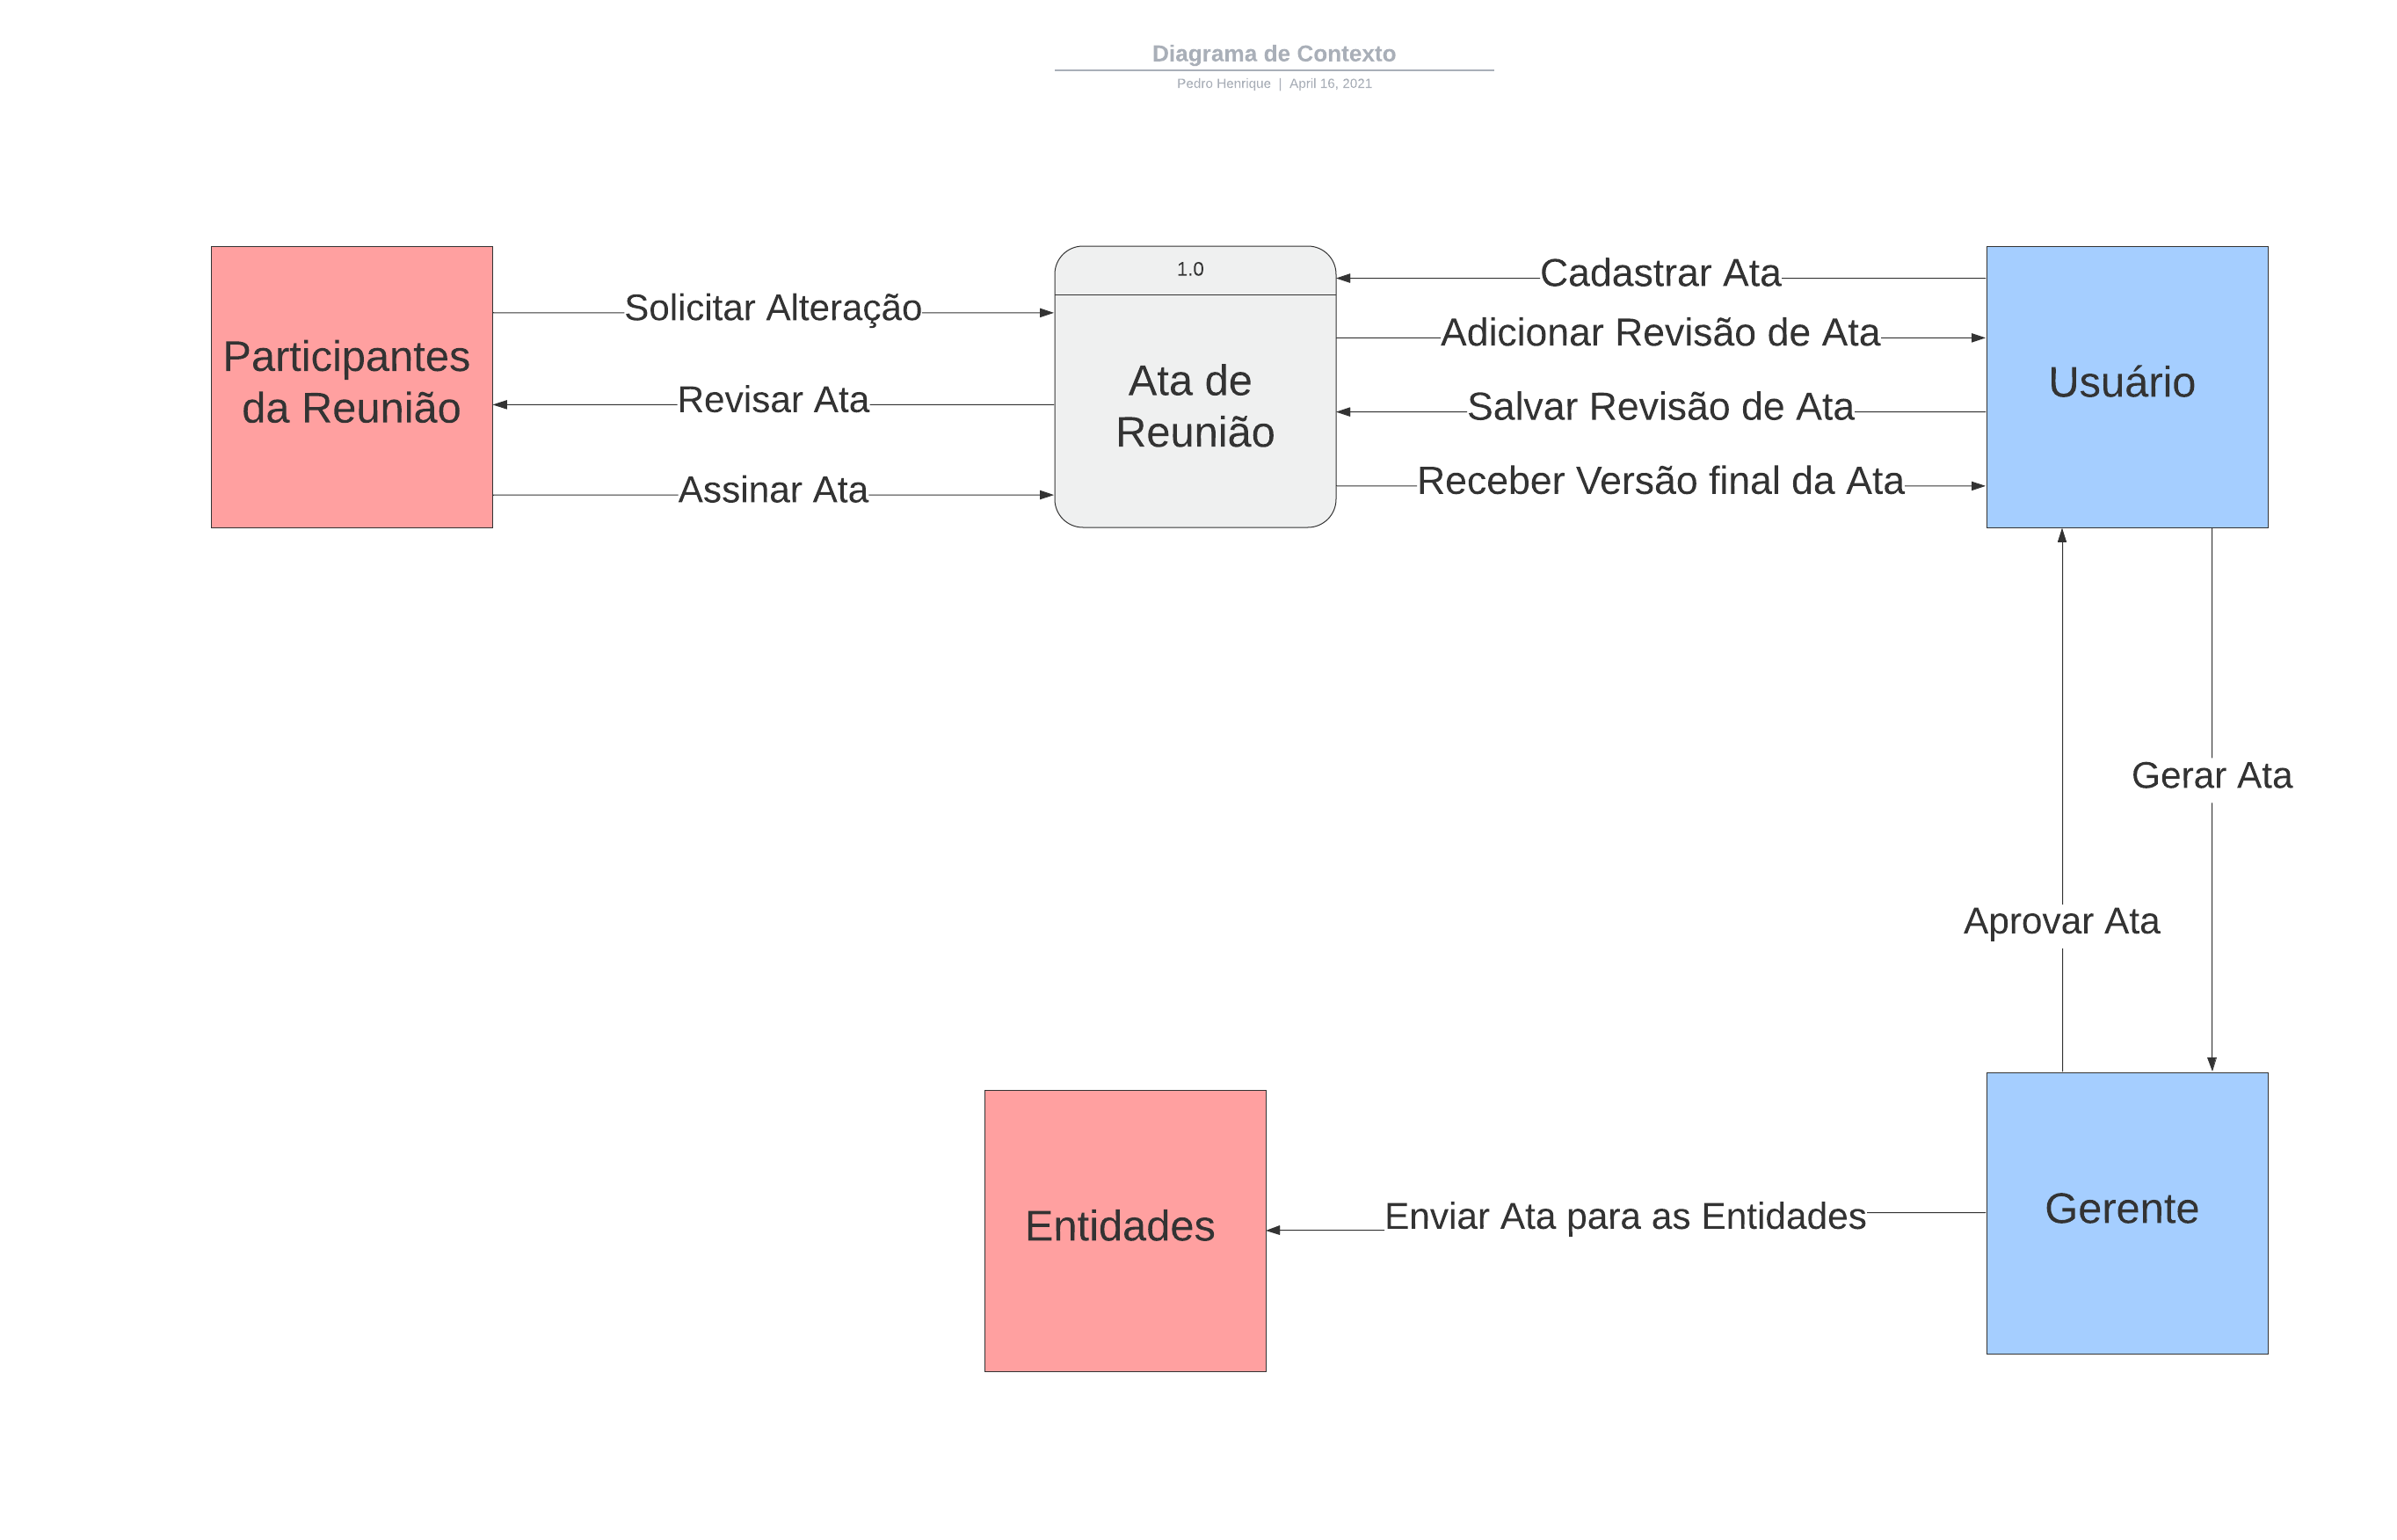 Diagrama de Contexto
Pedro Henrique | April 16, 2021
Participantes
da Reunião
Solicitar Alteração
Revisar Ata
Assinar Ata
1.0
Ata de
Reunião
Cadastrar Ata
Adicionar Revisão de Ata
Salvar Revisão de Ata
Receber Versão final da Ata
Usuário
Gerar Ata
Aprovar Ata
Entidades
Enviar Ata para as Entidades
Gerente